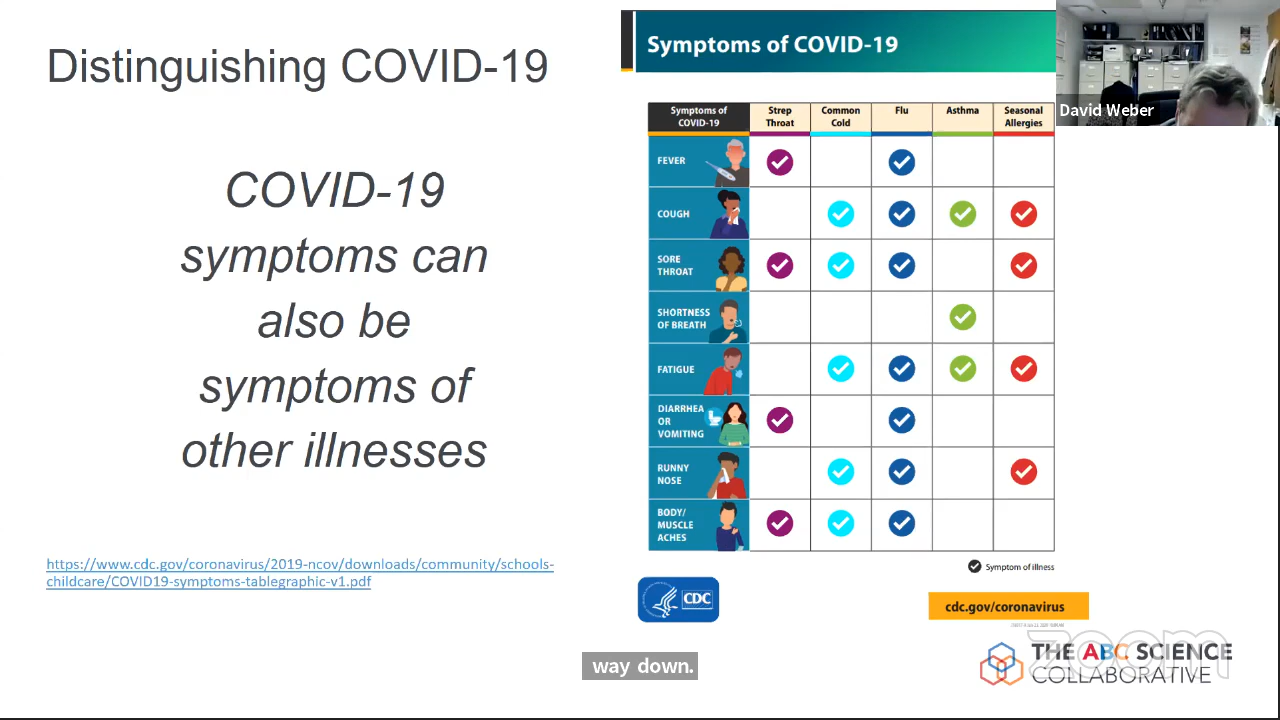 Distinguishing COVID-19
COVID-19
symptoms can
also be
symptoms of
other illnesses
https://www.cdc.gov/coronavirus/2019-ncov/downloads/community/schools-
childcare/COVID19-symptoms-tablegraphic-v1.pdf
Symptoms of COVID-19
David Weber
Symptoms of
COVID-19
Strep
Throat
Common
Cold
Flu
Asthma
Seasonal
Allergies
FEVER
COUGH
SORE
THROAT
SHORTNESS
OF BREATH
FATIGUE
DIARRHEA
OR
VOMITING
RUNNY
NOSE
BODY/
MUSCLE
ACHES
Symptom of illness
CDC
cdc.gov/coronavirus
way down.
THE ABC SCIENCE
COLLABORATIVE
zoom